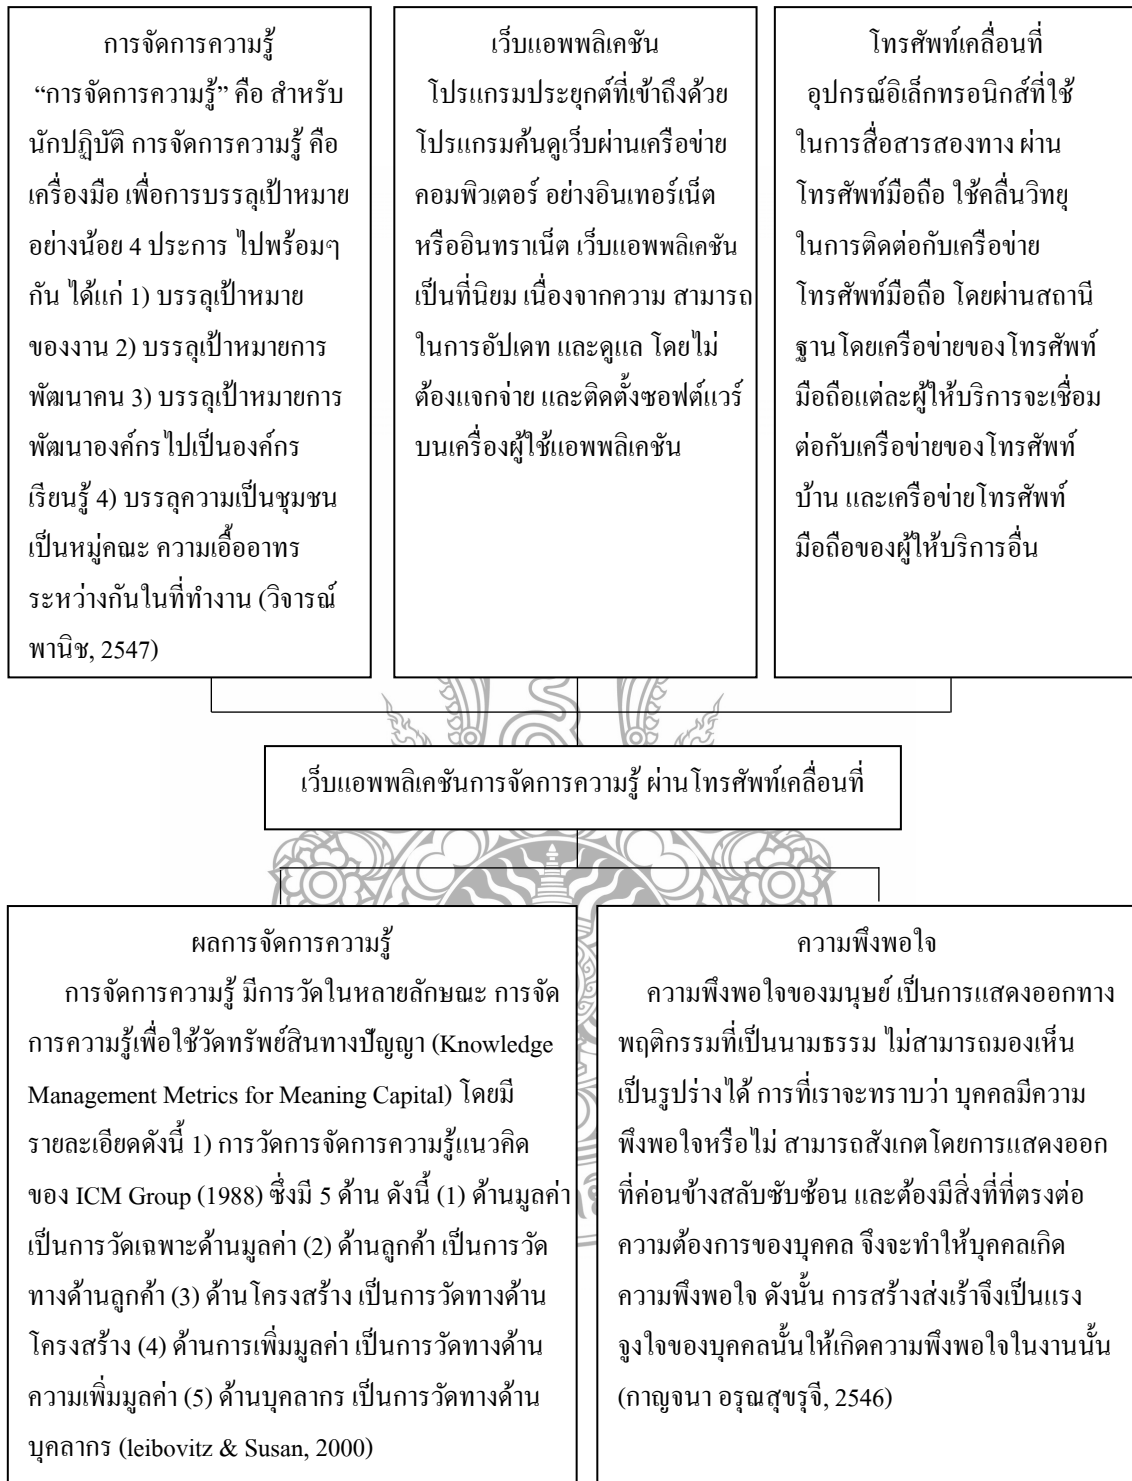 การจัดการความรู้
“การจัดการความรู้” คือ สำหรับ
นักปฏิบัติ การจัดการความรู้ คือ
เครื่องมือ เพื่อการบรรลุเป้าหมาย
อย่างน้อย 4 ประการ ไปพร้อมๆ
กัน ได้แก่ 1) บรรลุเป้าหมาย
ของงาน 2) บรรลุเป้าหมายการ
พัฒนาคน 3) บรรลุเป้าหมายการ
พัฒนาองค์กรไปเป็นองค์กร
เรียนรู้ 4) บรรลุความเป็นชุมชน
เป็นหมู่คณะ ความเอื้ออาทร
ระหว่างกันในที่ทำงาน (วิจารณ์
พานิช, 2547)
เว็บแอพพลิเคชัน
โปรแกรมประยุกต์ที่เข้าถึงด้วย
โปรแกรมค้นดูเว็บผ่านเครือข่าย
คอมพิวเตอร์ อย่างอินเทอร์เน็ต
หรืออินทราเน็ต เว็บแอพพลิเคชัน
เป็นที่นิยม เนื่องจากความ สามารถ
ในการอัปเดท และดูแล โดยไม่
ต้องแจกจ่าย และติดตั้งซอฟต์แวร์
บนเครื่องผู้ใช้แอพพลิเคชัน
โทรศัพท์เคลื่อนที่
อุปกรณ์อิเล็กทรอนิกส์ที่ใช้
ในการสื่อสารสองทาง ผ่าน
โทรศัพท์มือถือ ใช้คลื่นวิทยุ
ในการติดต่อกับเครือข่าย
โทรศัพท์มือถือ โดยผ่านสถานี
ฐานโดยเครือข่ายของโทรศัพท์
มือถือแต่ละผู้ให้บริการจะเชื่อม
ต่อกับเครือข่ายของโทรศัพท์
บ้าน และเครือข่ายโทรศัพท์
มือถือของผู้ให้บริการอื่น
เว็บแอพพลิเคชันการจัดการความรู้ ผ่านโทรศัพท์เคลื่อนที่
ผลการจัดการความรู้
การจัดการความรู้ มีการวัดในหลายลักษณะ การจัด
การความรู้เพื่อใช้วัดทรัพย์สินทางปัญญา (Knowledge
Management Metrics for Meaning Capital) โดยมี
รายละเอียดดังนี้ 1) การวัดการจัดการความรู้แนวคิด
ของ ICM Group (1988) ซึ่งมี 5 ด้าน ดังนี้ (1) ด้านมูลค่า
เป็นการวัดเฉพาะด้านมูลค่า (2) ด้านลูกค้า เป็นการวัด
ทางด้านลูกค้า (3) ด้านโครงสร้าง เป็นการวัดทางด้าน
โครงสร้าง (4) ด้านการเพิ่มมูลค่า เป็นการวัดทางด้าน
ความเพิ่มมูลค่า (5) ด้านบุคลากร เป็นการวัดทางด้าน
บุคลากร (leibovitz & Susan, 2000)
ความพึงพอใจ
ความพึงพอใจของมนุษย์ เป็นการแสดงออกทาง
พฤติกรรมที่เป็นนามธรรม ไม่สามารถมองเห็น
เป็นรูปร่างได้ การที่เราจะทราบว่า บุคคลมีความ
พึงพอใจหรือไม่ สามารถสังเกตโดยการแสดงออก
ที่ค่อนข้างสลับซับซ้อน และต้องมีสิ่งที่ที่ตรงต่อ
ความต้องการของบุคคล จึงจะทำให้บุคคลเกิด
ความพึงพอใจ ดังนั้น การสร้างส่งเร้าจึงเป็นแรง
จูงใจของบุคคลนั้นให้เกิดความพึงพอใจในงานนั้น
(กาญจนา อรุณสุขรุจี, 2546)